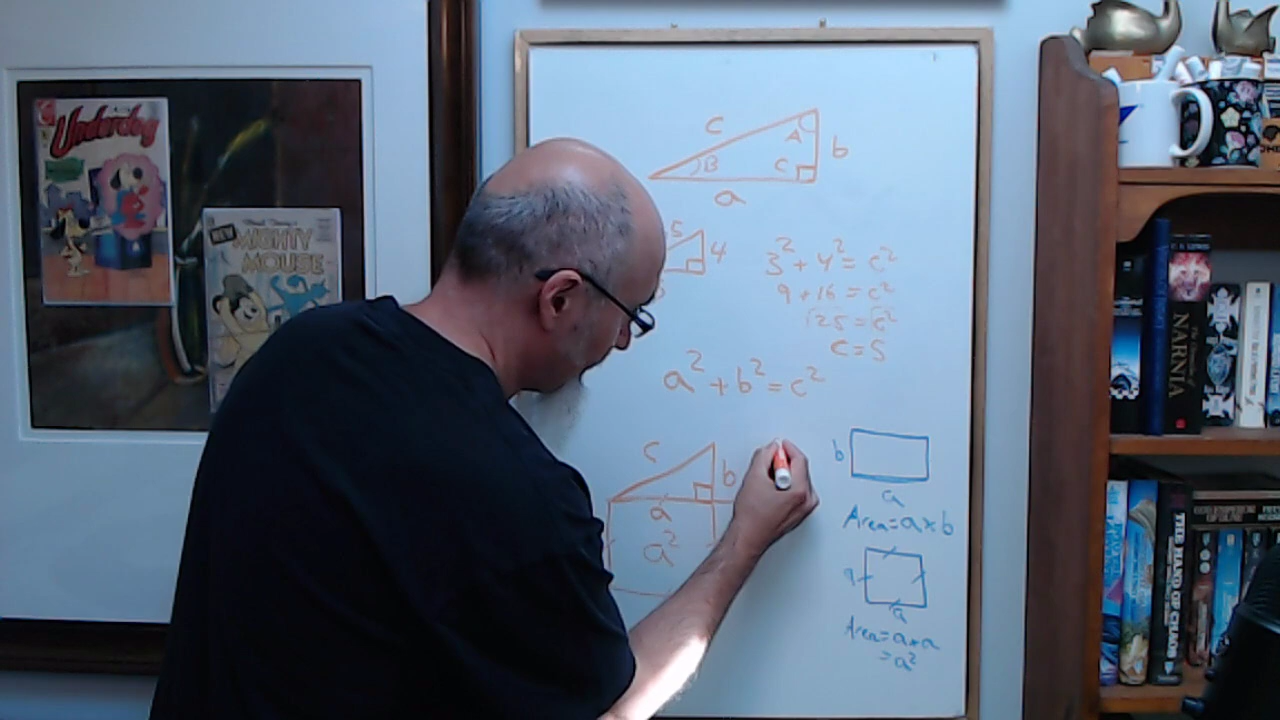 Underdog
NEW
MIGHTY
MOUSE
c
A
B
C
b
a
5
4
3² + 4² = c²
9 + 16 = c²
√25 = c²
c = 5
a² + b² = c²
c
b
a
a²
b
a
Area = a × b
a
a
Area = a × a
= a²
NARNIA
THE HAND OF CHAOS